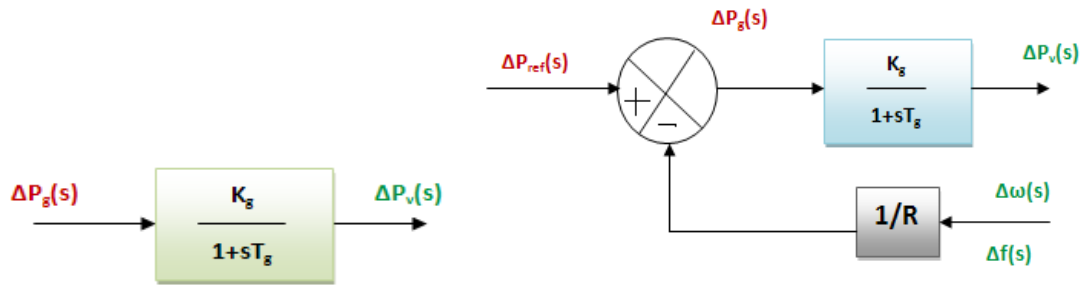 ΔPg(s)
Kg
1+sTg
ΔPv(s)
ΔPref(s)
+
−
ΔPg(s)
Kg
1+sTg
ΔPv(s)
1/R
Δω(s)
Δf(s)